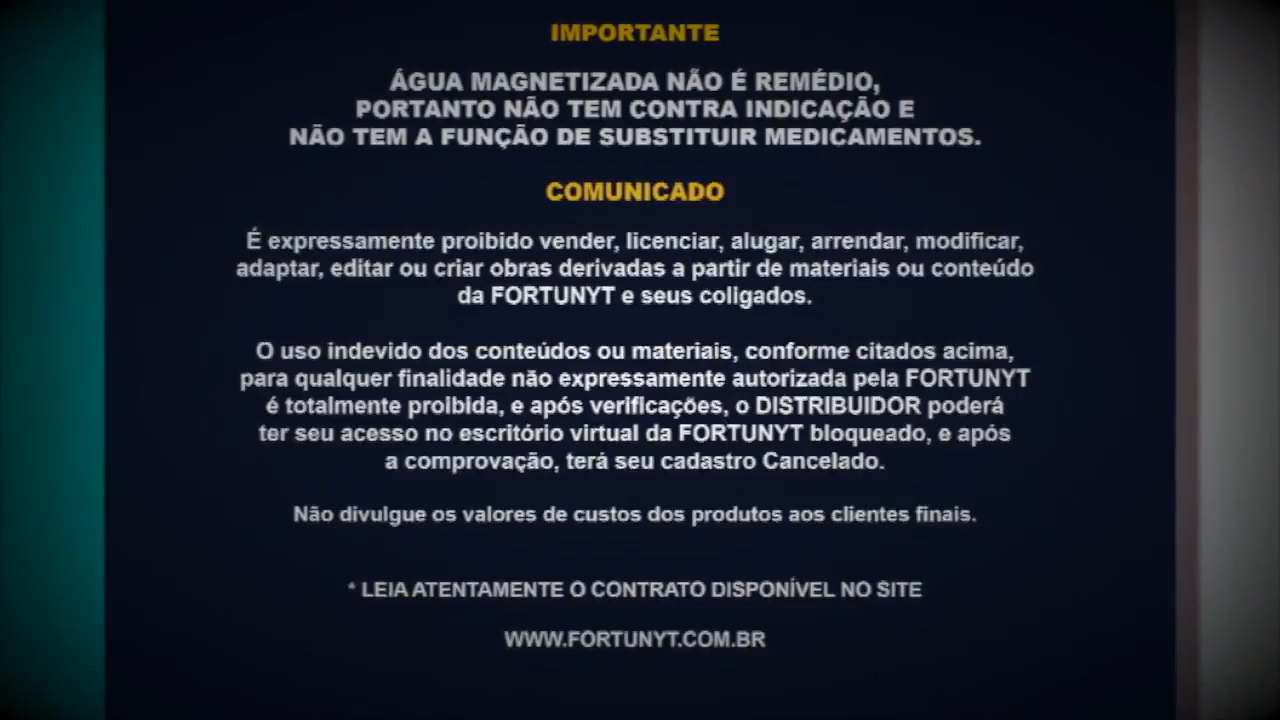 IMPORTANTE
ÁGUA MAGNETIZADA NÃO É REMÉDIO,
PORTANTO NÃO TEM CONTRA INDICAÇÃO E
NÃO TEM A FUNÇÃO DE SUBSTITUIR MEDICAMENTOS.
COMUNICADO
É expressamente proibido vender, licenciar, alugar, arrendar, modificar,
adaptar, editar ou criar obras derivadas a partir de materiais ou conteúdo
da FORTUNYT e seus coligados.
O uso indevido dos conteúdos ou materiais, conforme citados acima,
para qualquer finalidade não expressamente autorizada pela FORTUNYT
é totalmente proibida, e após verificações, o DISTRIBUIDOR poderá
ter seu acesso no escritório virtual da FORTUNYT bloqueado, e após
a comprovação, terá seu cadastro Cancelado.
Não divulgue os valores de custos dos produtos aos clientes finais.
* LEIA ATENTAMENTE O CONTRATO DISPONÍVEL NO SITE
WWW.FORTUNYT.COM.BR